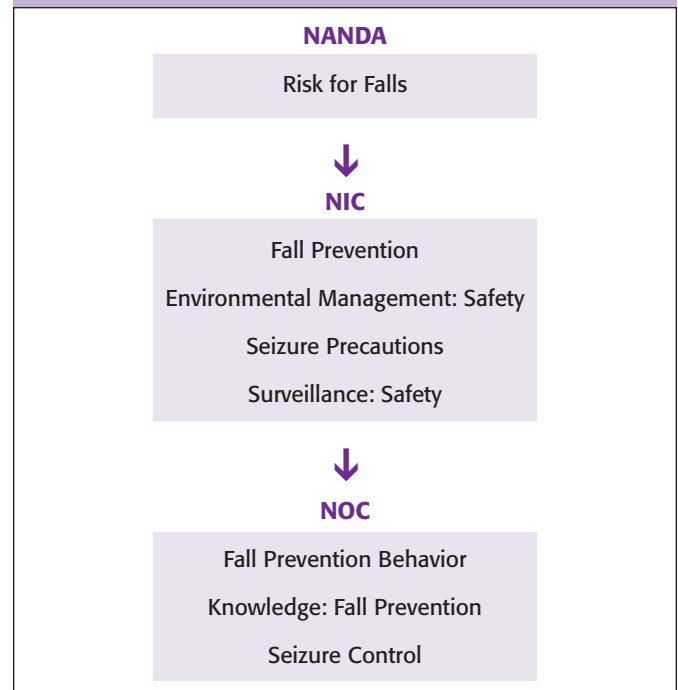 NANDA
Risk for Falls
↓
NIC
Fall Prevention
Environmental Management: Safety
Seizure Precautions
Surveillance: Safety
↓
NOC
Fall Prevention Behavior
Knowledge: Fall Prevention
Seizure Control